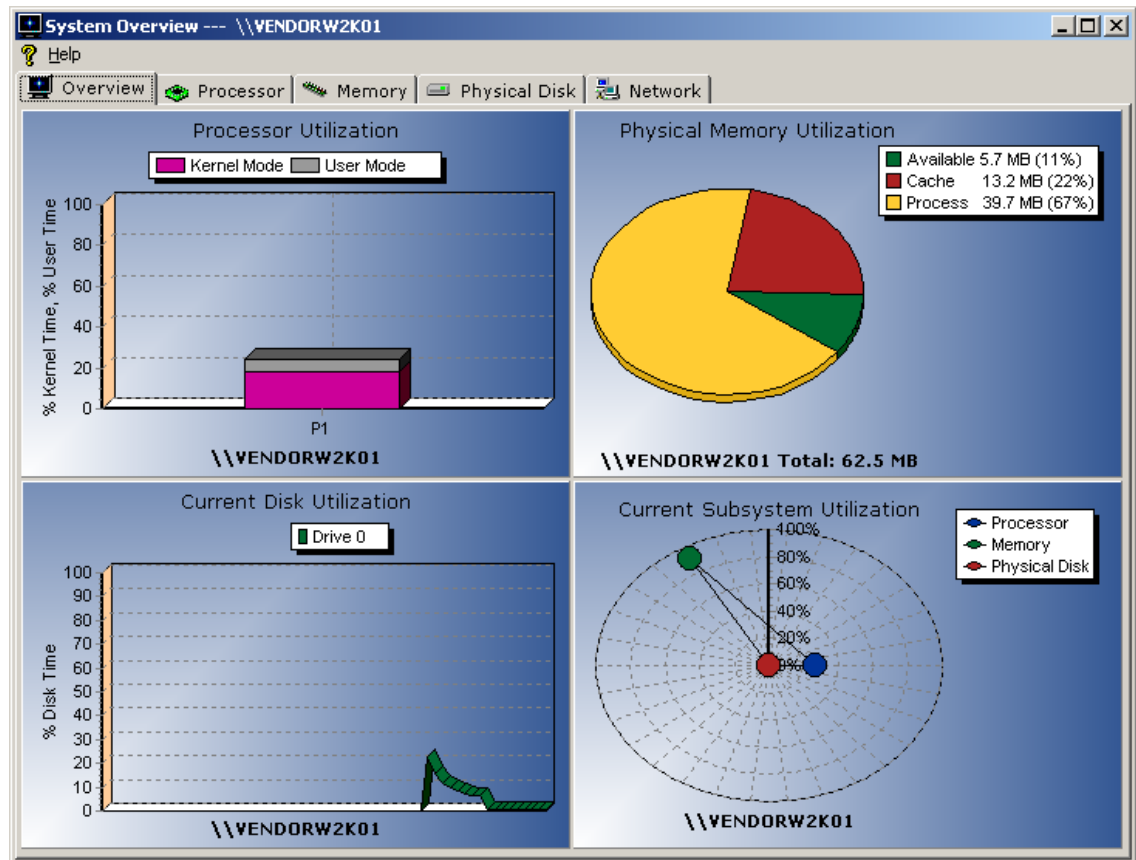 System Overview --- \\VENDORW2K01
Help
Overview
Processor
Memory
Physical Disk
Network
Processor Utilization
Kernel Mode
User Mode
% Kernel Time, % User Time
100
80
60
40
20
0
P1
\\VENDORW2K01
Physical Memory Utilization
Available 5.7 MB (11%)
Cache 13.2 MB (22%)
Process 39.7 MB (67%)
\\VENDORW2K01 Total: 62.5 MB
Current Disk Utilization
Drive 0
% Disk Time
100
90
80
70
60
50
40
30
20
10
0
\\VENDORW2K01
Current Subsystem Utilization
Processor
Memory
Physical Disk
100%
80%
60%
40%
20%
0%
\\VENDORW2K01